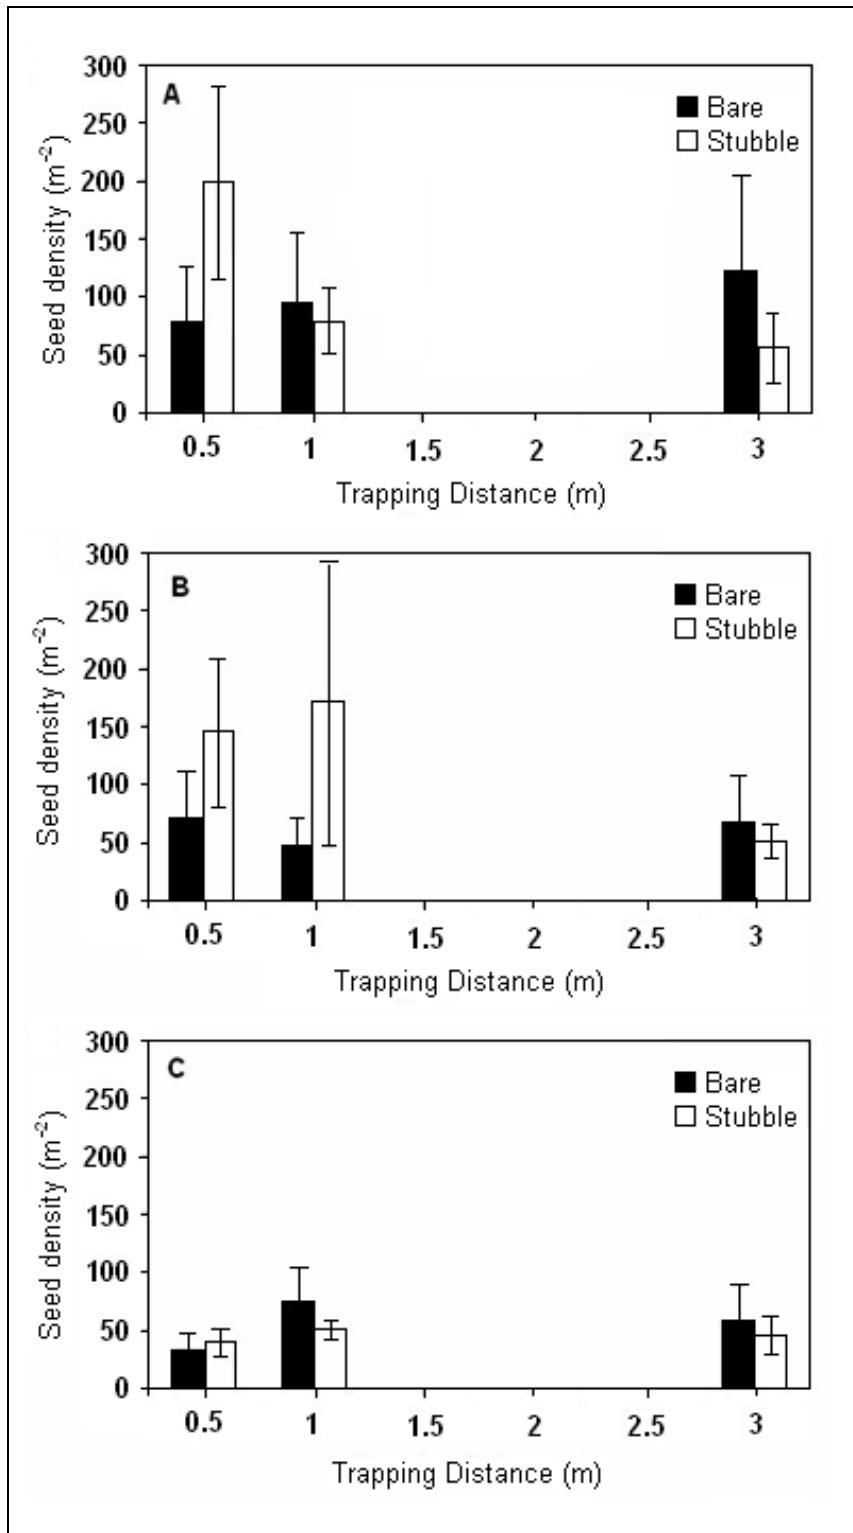 A
Bare
Stubble
Seed density (m⁻²)
300
250
200
150
100
50
0
0.5 1 1.5 2 2.5 3
Trapping Distance (m)
B
Bare
Stubble
Seed density (m⁻²)
300
250
200
150
100
50
0
0.5 1 1.5 2 2.5 3
Trapping Distance (m)
C
Bare
Stubble
Seed density (m⁻²)
300
250
200
150
100
50
0
0.5 1 1.5 2 2.5 3
Trapping Distance (m)